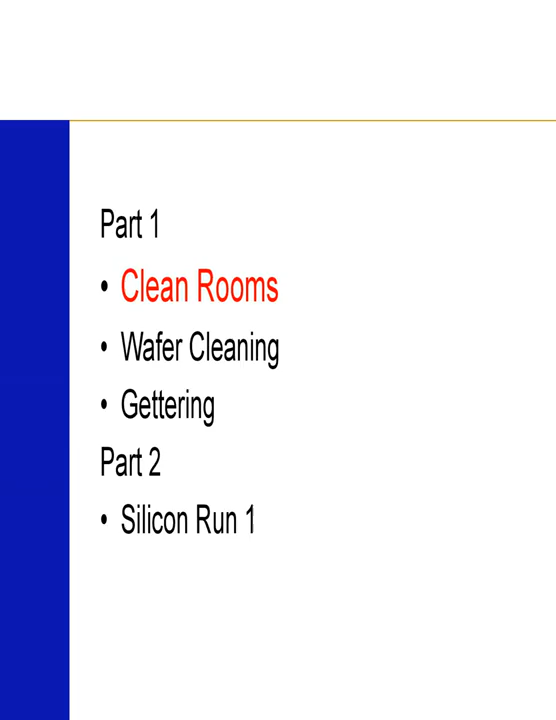 Part 1
• Clean Rooms
• Wafer Cleaning
• Gettering
Part 2
• Silicon Run 1